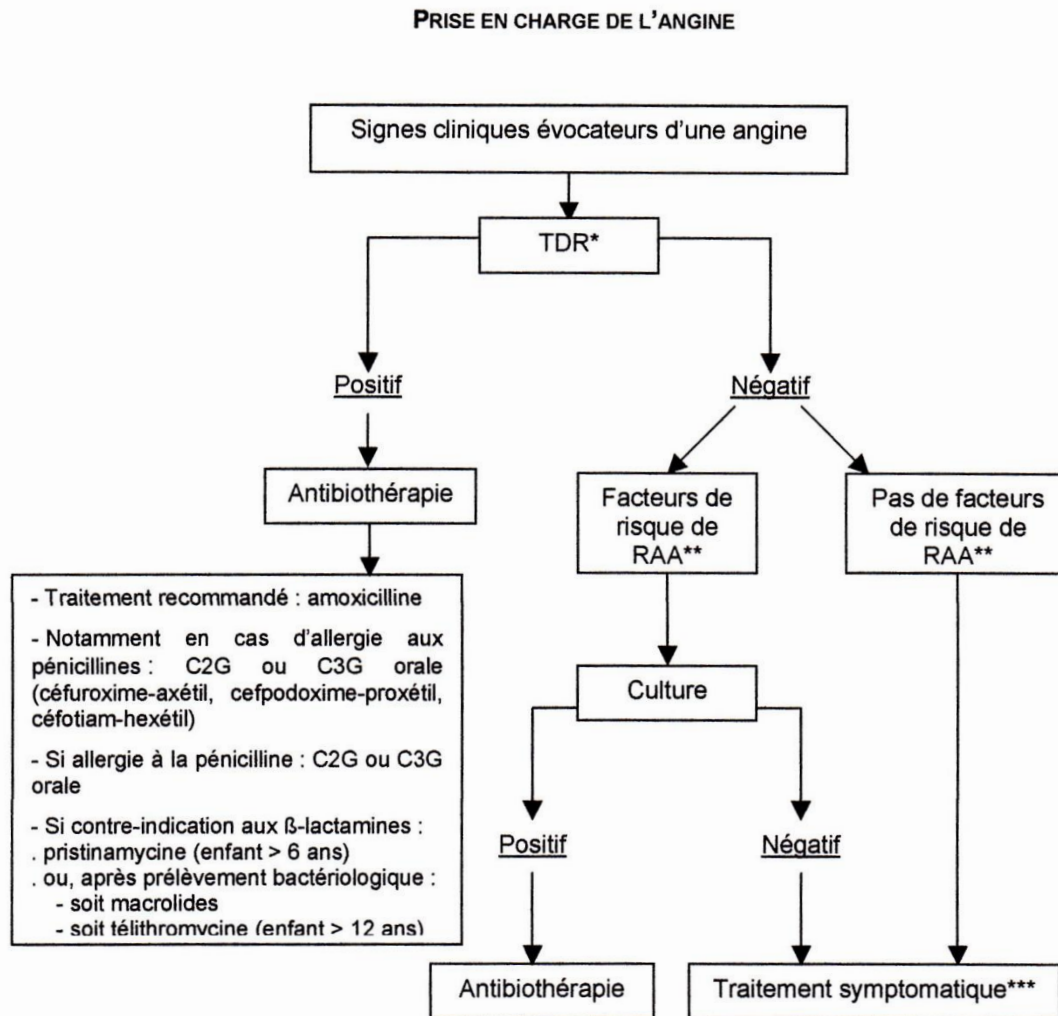 PRISE EN CHARGE DE L'ANGINE
Signes cliniques évocateurs d'une angine
TDR*
Positif
Négatif
Antibiothérapie
Facteurs de
risque de
RAA**
Pas de facteurs
de risque de
RAA**
- Traitement recommandé : amoxicilline
- Notamment en cas d'allergie aux
pénicillines : C2G ou C3G orale
(céfuroxime-axétil, cefpodoxime-proxétil,
céfotiam-hexétil)
- Si allergie à la pénicilline : C2G ou C3G
orale
- Si contre-indication aux ß-lactamines :
. pristinamycine (enfant > 6 ans)
. ou, après prélèvement bactériologique :
- soit macrolides
- soit télithromycine (enfant > 12 ans)
Culture
Positif
Négatif
Antibiothérapie
Traitement symptomatique***